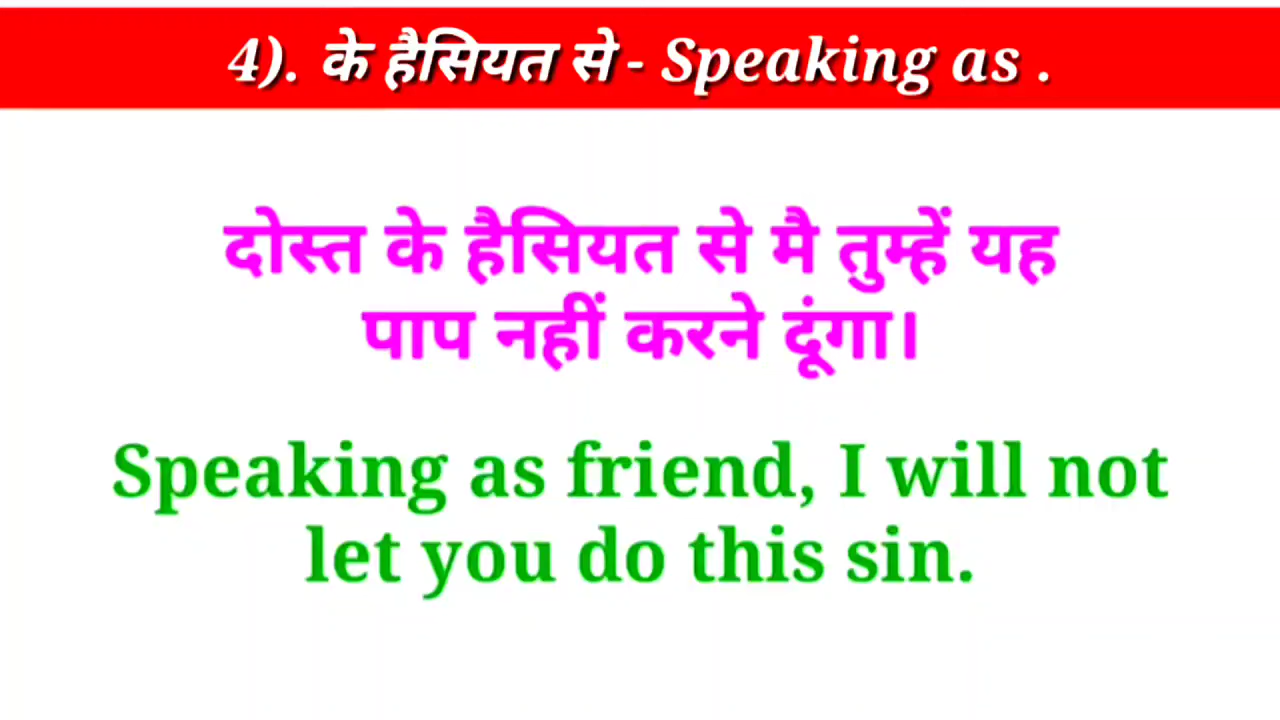 4). के हैसियत से - Speaking as .
दोस्त के हैसियत से मै तुम्हें यह
पाप नहीं करने दूंगा।
Speaking as friend, I will not
let you do this sin.